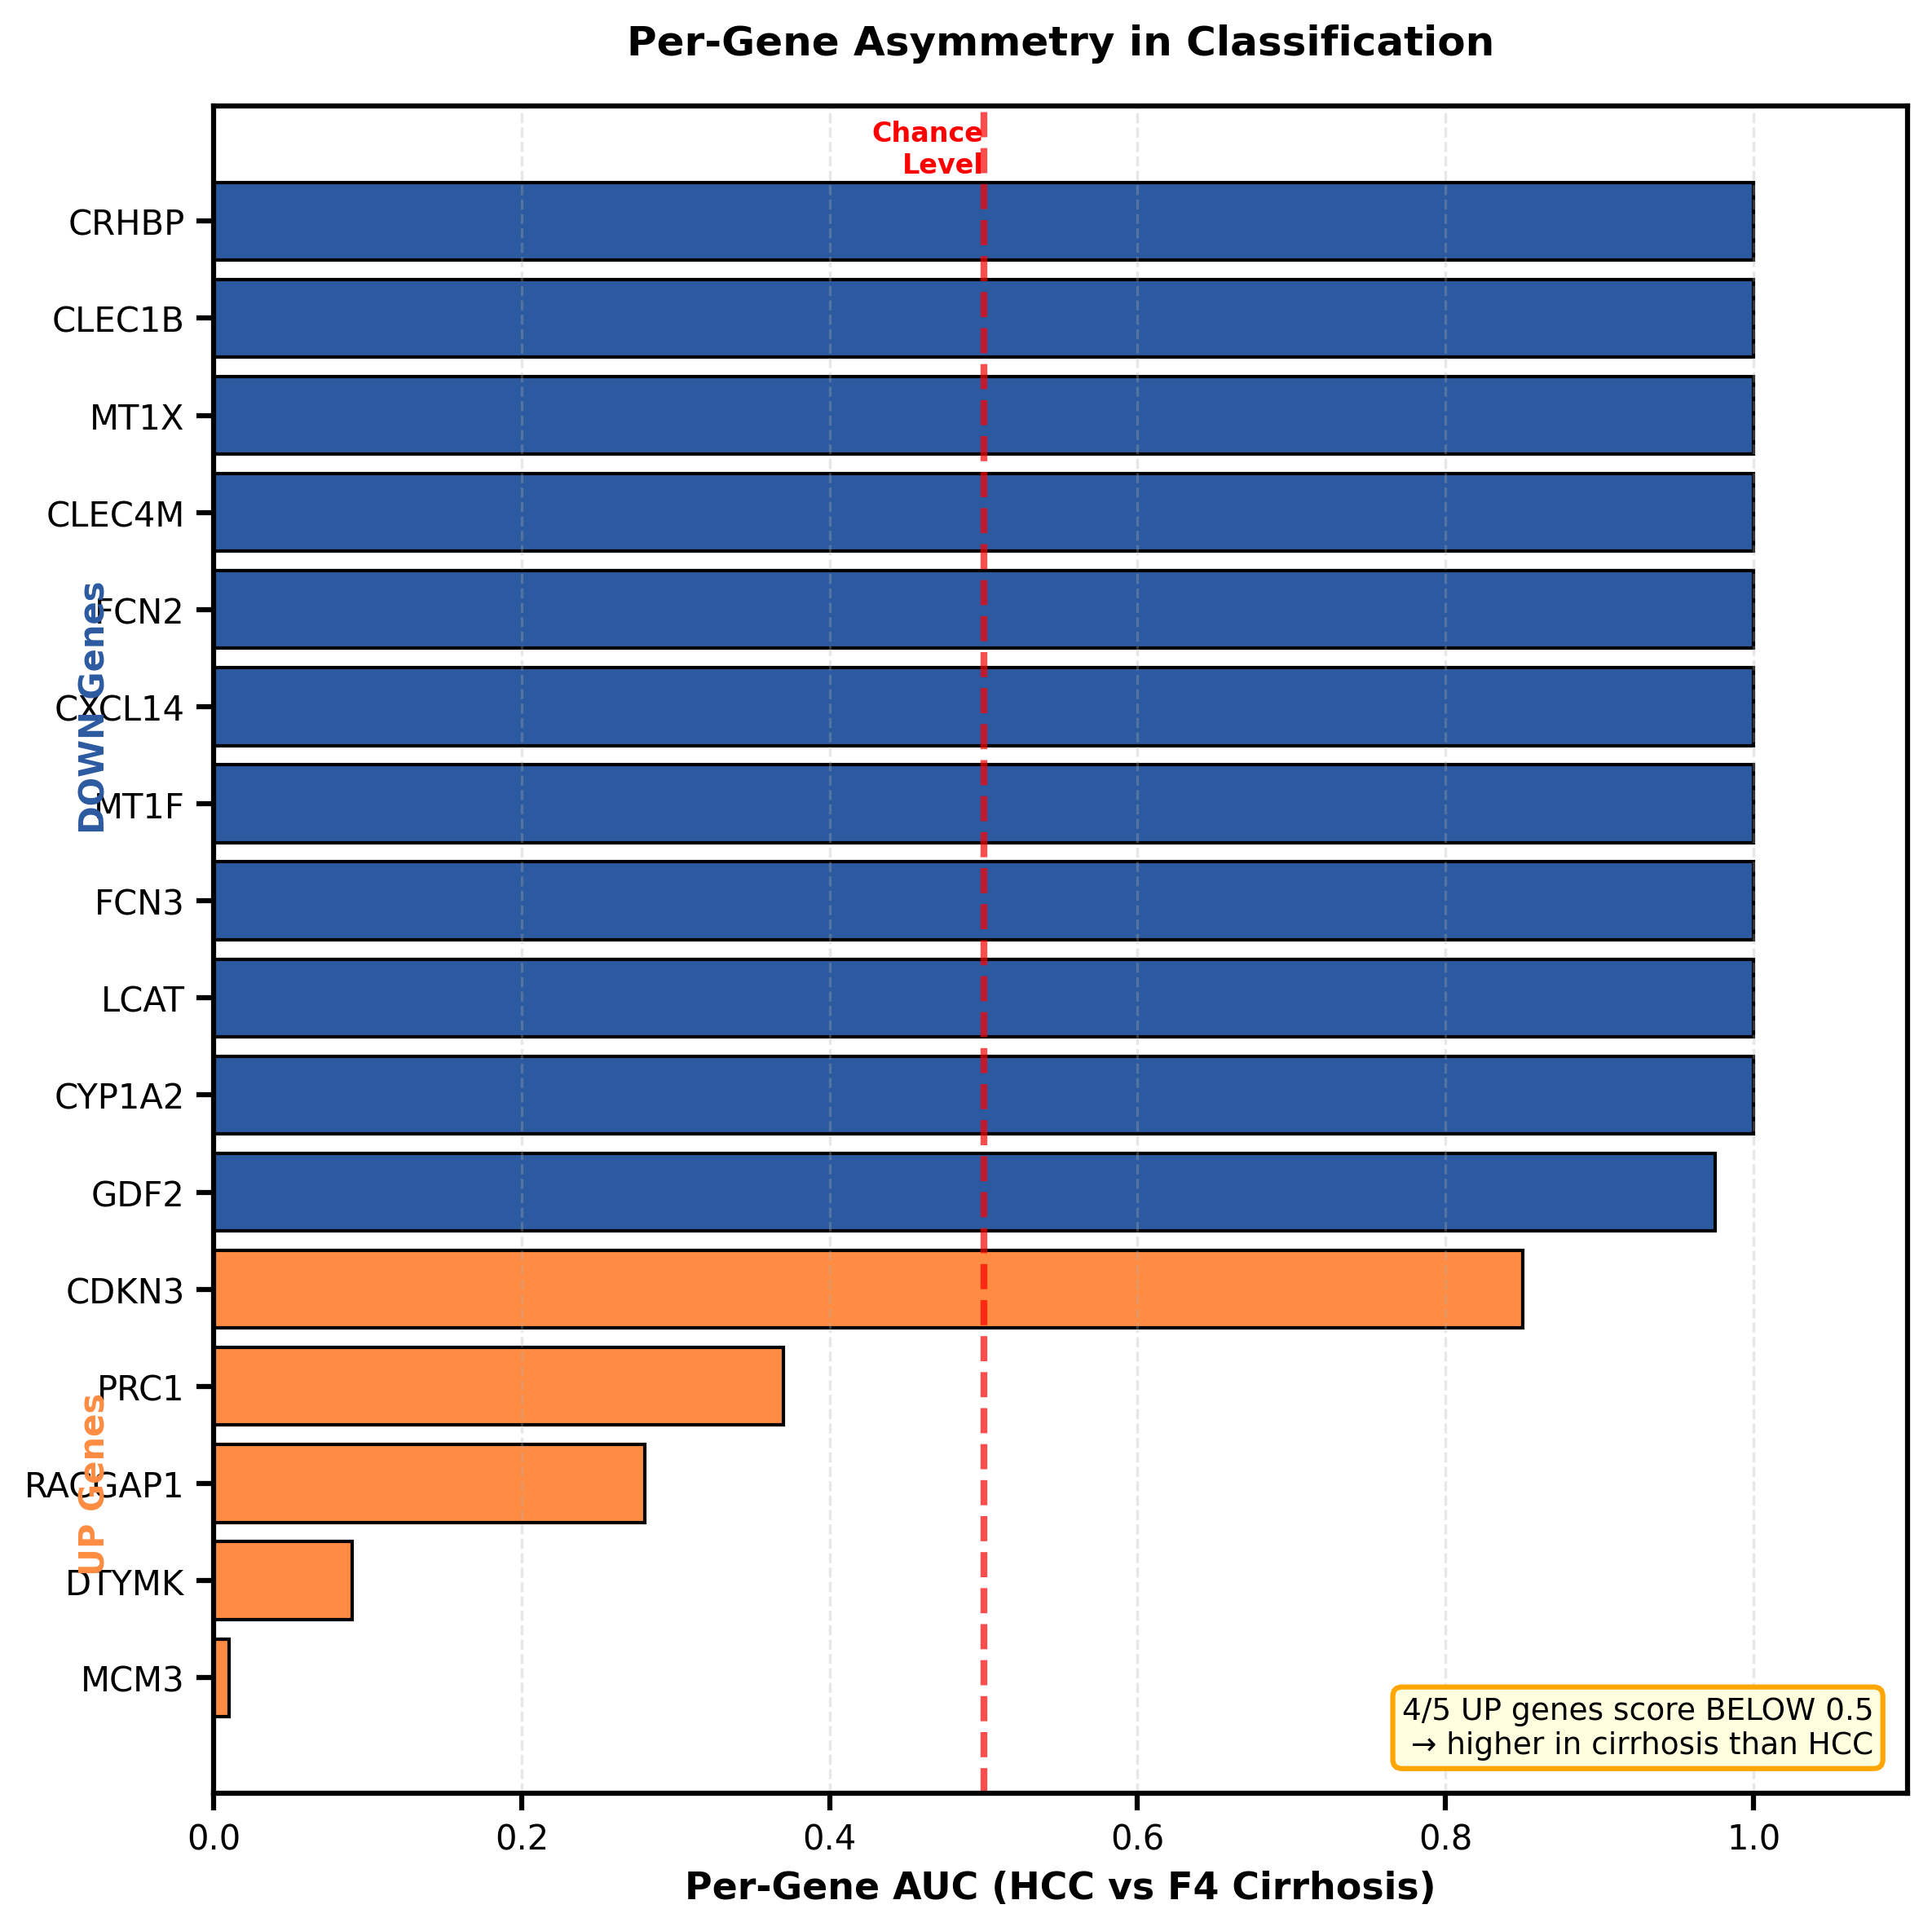 Per-Gene Asymmetry in Classification
Chance
Level
CRHBP
CLEC1B
MT1X
CLEC4M
FCN2
CXCL14
MT1F
FCN3
LCAT
CYP1A2
GDF2
CDKN3
PRC1
RACGAP1
DTYMK
MCM3
DOWN Genes
UP Genes
4/5 UP genes score BELOW 0.5
→ higher in cirrhosis than HCC
0.0 0.2 0.4 0.6 0.8 1.0
Per-Gene AUC (HCC vs F4 Cirrhosis)